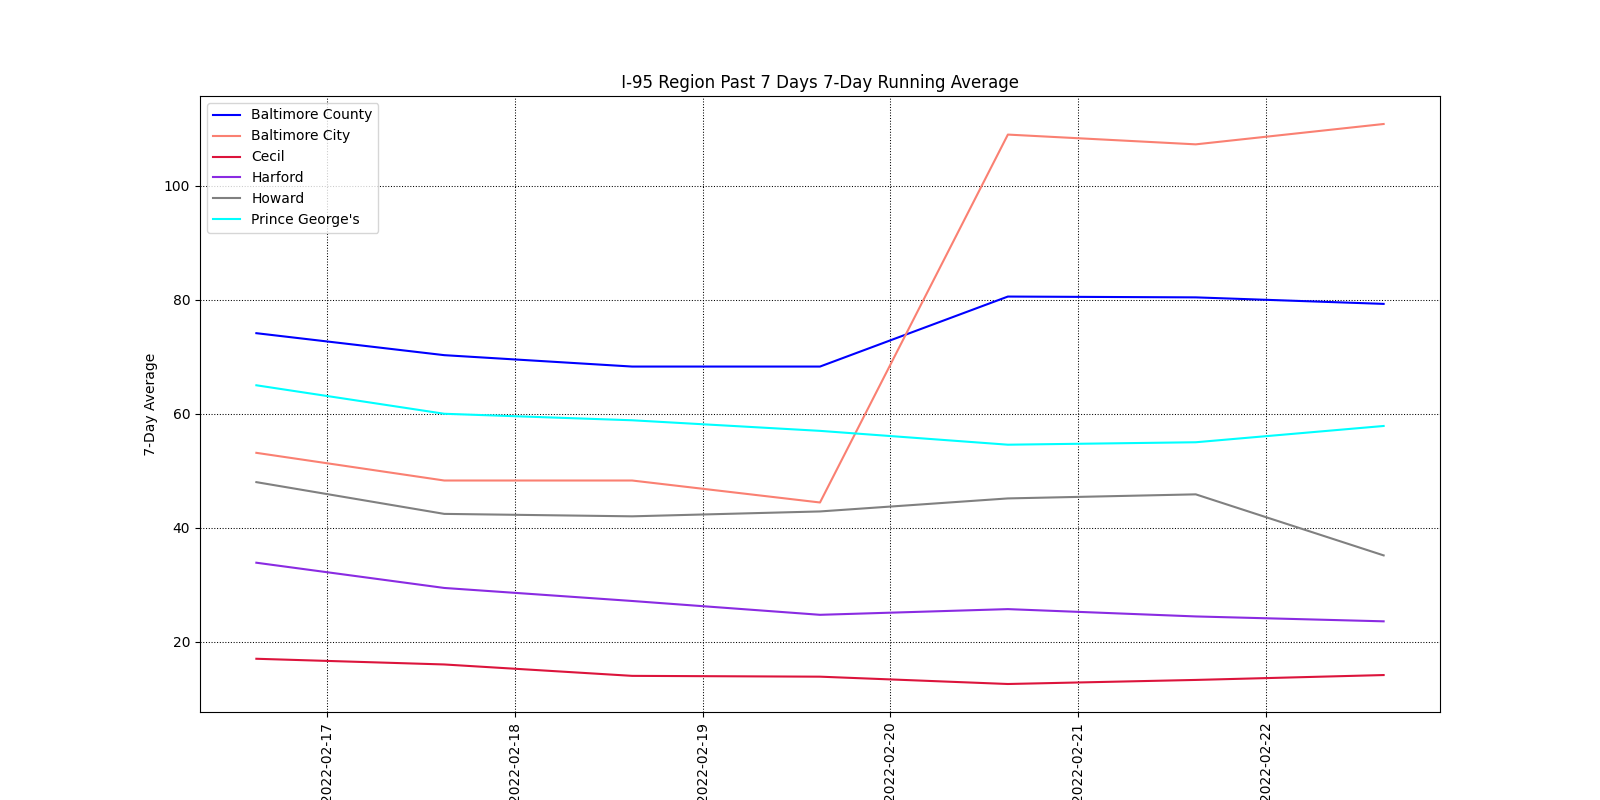 I-95 Region Past 7 Days 7-Day Running Average
Baltimore County
Baltimore City
Cecil
Harford
Howard
Prince George's
7-Day Average
100
80
60
40
20
2022-02-17
2022-02-18
2022-02-19
2022-02-20
2022-02-21
2022-02-22